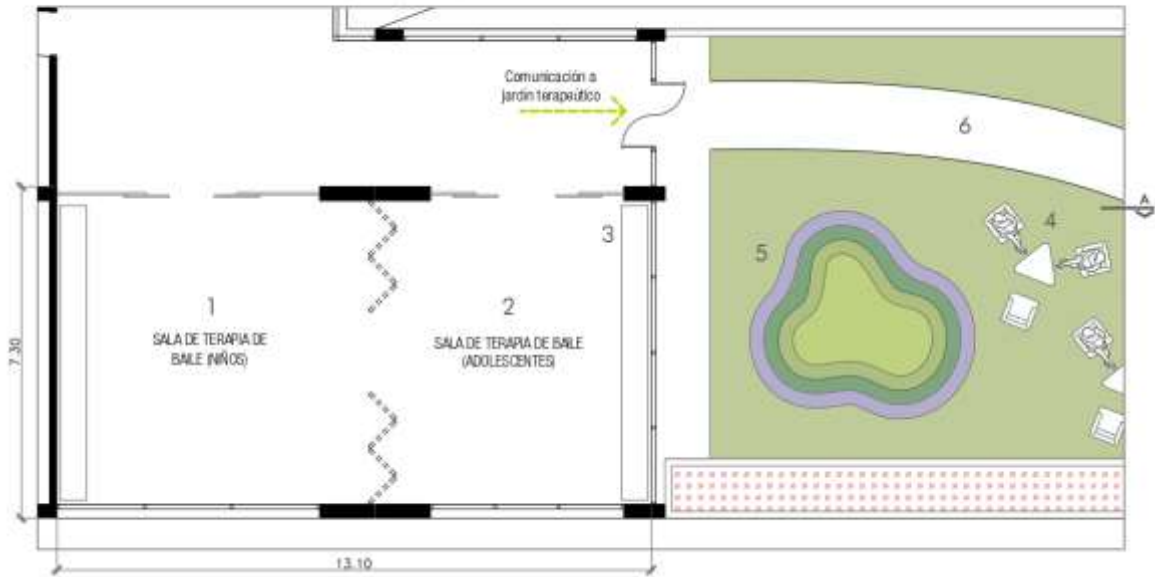 Comunicación a
jardín terapeútico
6
A
4
3
5
1
2
SALA DE TERAPIA DE
BAILE (NIÑOS)
SALA DE TERAPIA DE BAILE
(ADOLESCENTES)
7.30
13.10